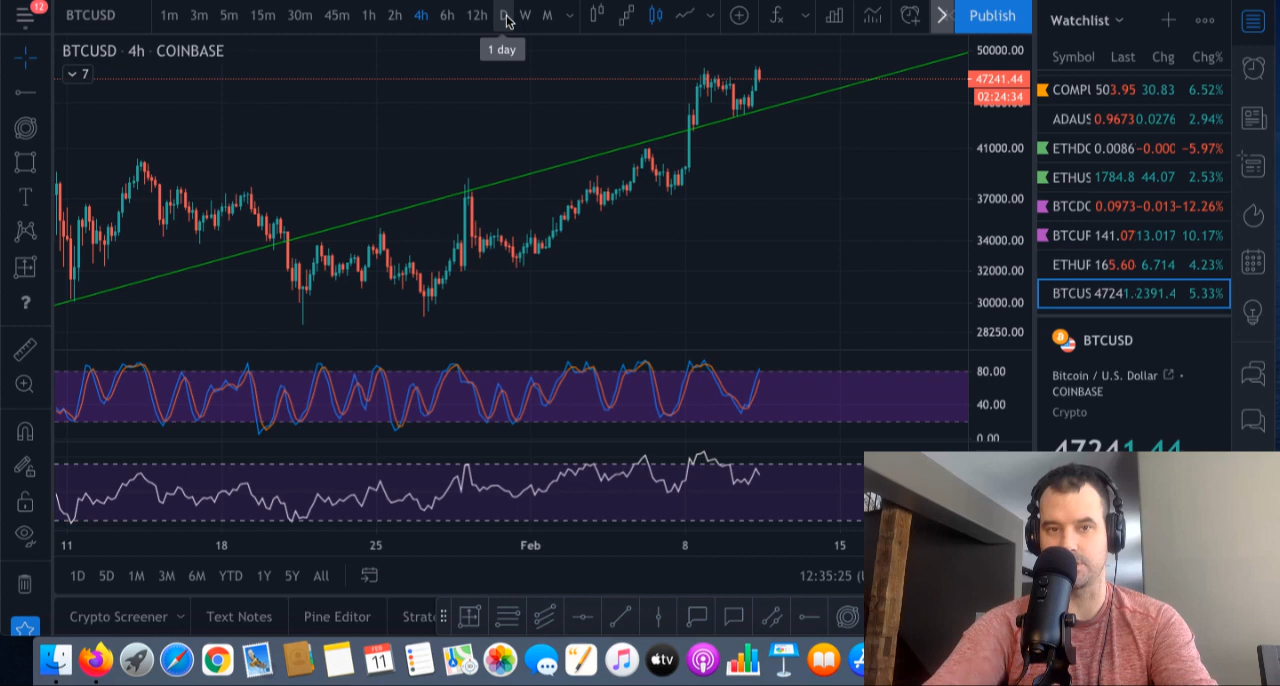 12
BTCUSD
1m 3m 5m 15m 30m 45m 1h 2h 4h 6h 12h D W M
Publish
Watchlist
1 day
BTCUSD · 4h · COINBASE
7
Symbol Last Chg Chg%
COMPL 503.95 30.83 6.52%
ADAUS 0.9673 0.0276 2.94%
ETHDC 0.0086 -0.000 -5.97%
ETHUS 1784.8 44.07 2.53%
BTCDC 0.0973 -0.013 -12.26%
BTCUF 141.07 13.017 10.17%
ETHUF 165.60 6.714 4.23%
BTCUS 47241. 2391.4 5.33%
50000.00
47241.44
02:24:34
41000.00
37000.00
34000.00
32000.00
30000.00
28250.00
80.00
40.00
0.00
BTCUSD
Bitcoin / U.S. Dollar
COINBASE
Crypto
47241.44
11 18 25 Feb 8 15
1D 5D 1M 3M 6M YTD 1Y 5Y All
12:35:25 (U
Crypto Screener Text Notes Pine Editor Strate
FEB
11
tv